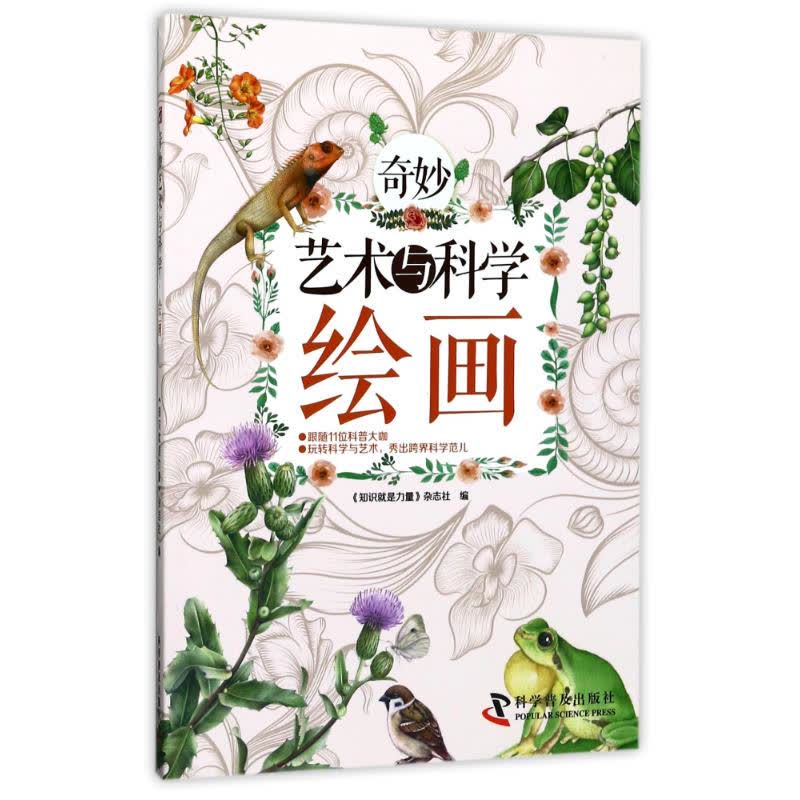 奇妙
艺术与科学
绘画
●跟随11位科普大咖
●玩转科学与艺术，秀出跨界科学范儿
《知识就是力量》杂志社 编
科学普及出版社
POPULAR SCIENCE PRESS